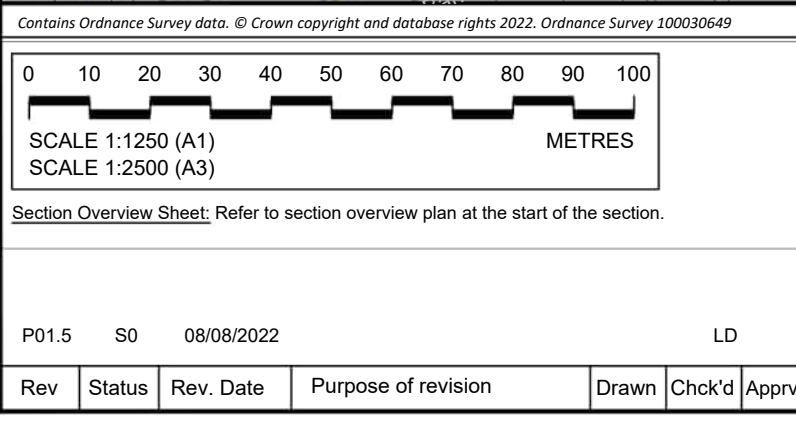 Contains Ordnance Survey data. © Crown copyright and database rights 2022. Ordnance Survey 100030649
0 10 20 30 40 50 60 70 80 90 100
SCALE 1:1250 (A1) METRES
SCALE 1:2500 (A3)
Section Overview Sheet: Refer to section overview plan at the start of the section.
P01.5 S0 08/08/2022 LD
Rev Status Rev. Date Purpose of revision Drawn Chck'd Apprv